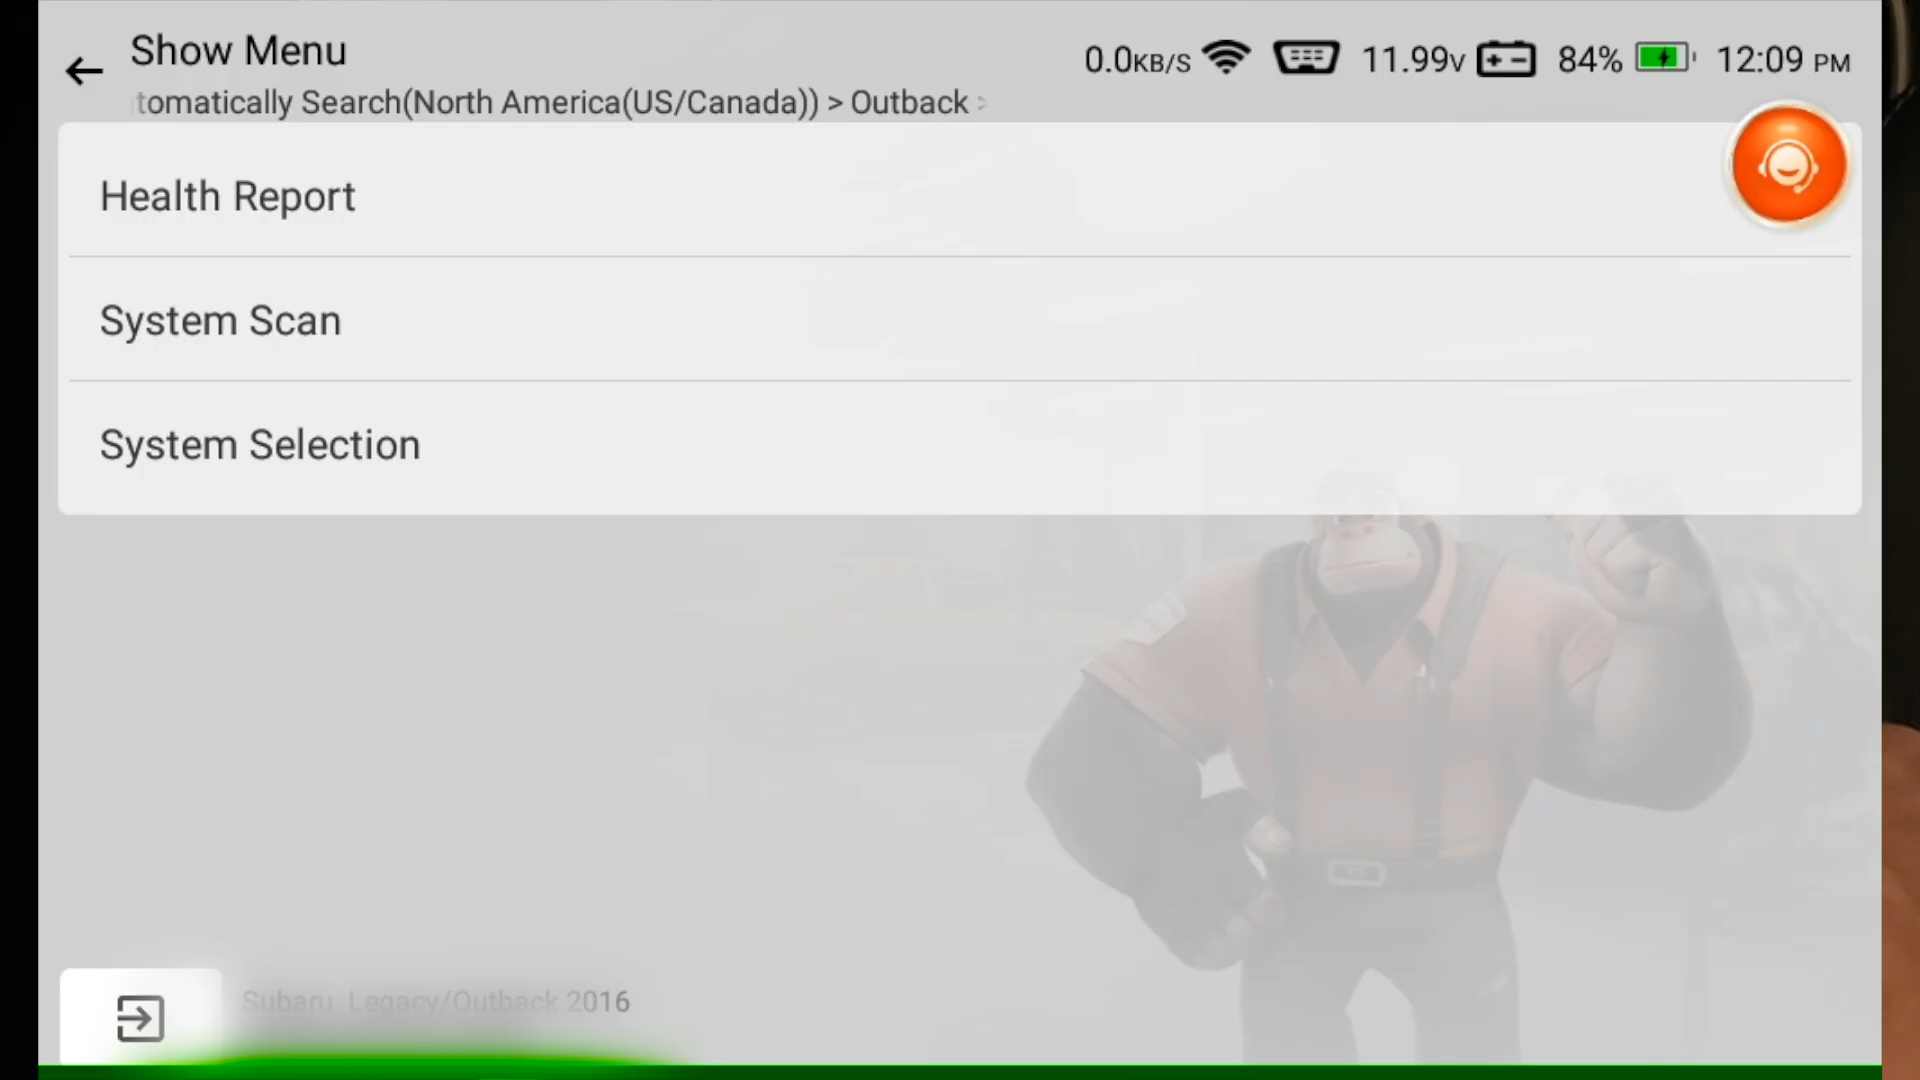 Show Menu
0.0KB/S 11.99V 84% 12:09 PM
tomatically Search(North America(US/Canada)) > Outback >
Health Report
System Scan
System Selection
Subaru Legacy/Outback 2016